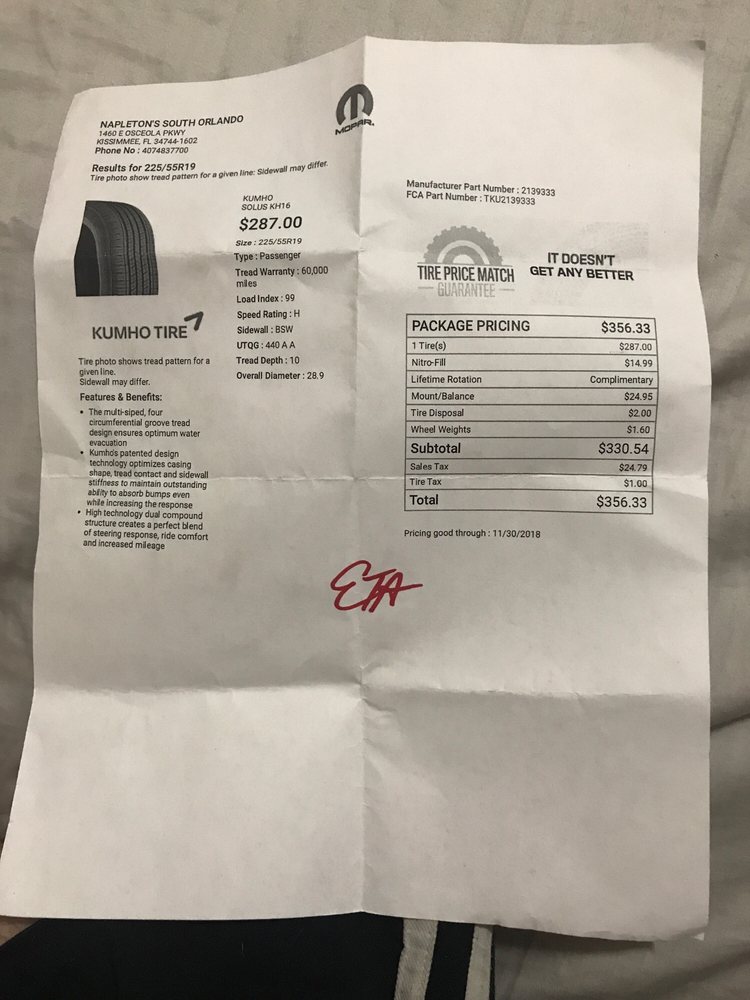 NAPLETON'S SOUTH ORLANDO
1460 E OSCEOLA PKWY
KISSIMMEE, FL 34744-1602
Phone No : 4074837700
MOPAR.
Results for 225/55R19
Tire photo show tread pattern for a given line: Sidewall may differ.
KUMHO TIRE
Tire photo shows tread pattern for a
given line.
Sidewall may differ.
Features & Benefits:
• The multi-siped, four
circumferential groove tread
design ensures optimum water
evacuation
• Kumho's patented design
technology optimizes casing
shape, tread contact and sidewall
stiffness to maintain outstanding
ability to absorb bumps even
while increasing the response
• High technology dual compound
structure creates a perfect blend
of steering response, ride comfort
and increased mileage
KUMHO
SOLUS KH16
$287.00
Size : 225/55R19
Type : Passenger
Tread Warranty : 60,000
miles
Load Index : 99
Speed Rating : H
Sidewall : BSW
UTQG : 440 A A
Tread Depth : 10
Overall Diameter : 28.9
Manufacturer Part Number : 2139333
FCA Part Number : TKU2139333
TIRE PRICE MATCH
GUARANTEE
IT DOESN'T
GET ANY BETTER
PACKAGE PRICING $356.33
1 Tire(s) $287.00
Nitro-Fill $14.99
Lifetime Rotation Complimentary
Mount/Balance $24.95
Tire Disposal $2.00
Wheel Weights $1.60
Subtotal $330.54
Sales Tax $24.79
Tire Tax $1.00
Total $356.33
Pricing good through : 11/30/2018
ETA